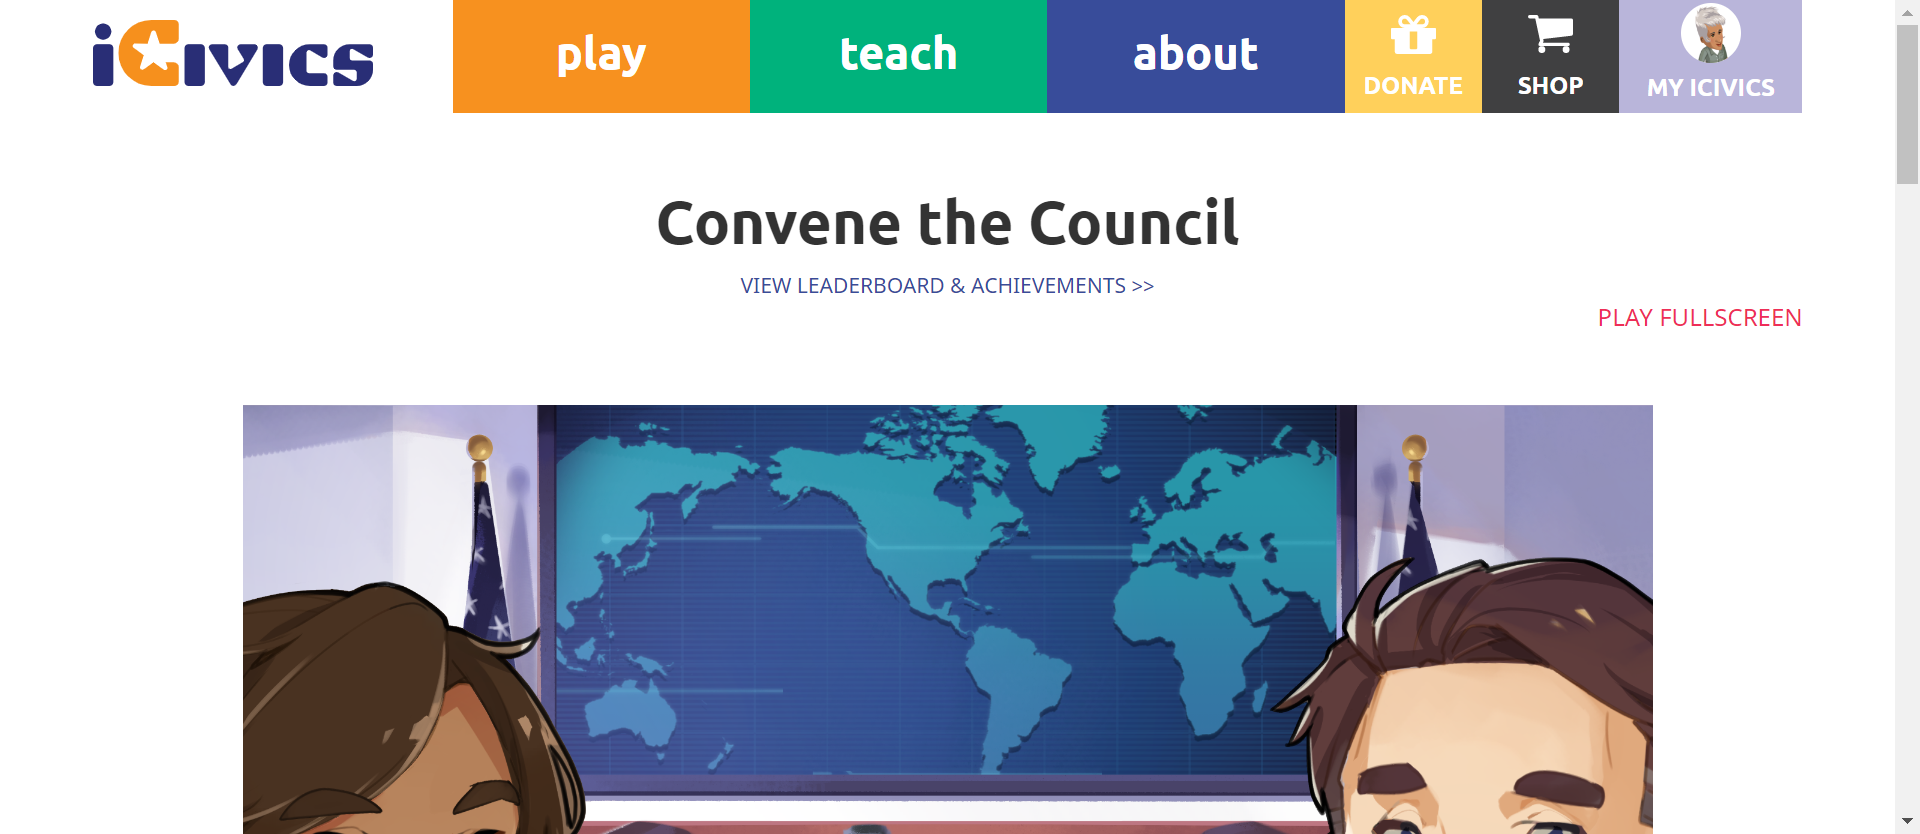 iCivics
play
teach
about
DONATE
SHOP
MY ICIVICS
Convene the Council
VIEW LEADERBOARD & ACHIEVEMENTS >>
PLAY FULLSCREEN